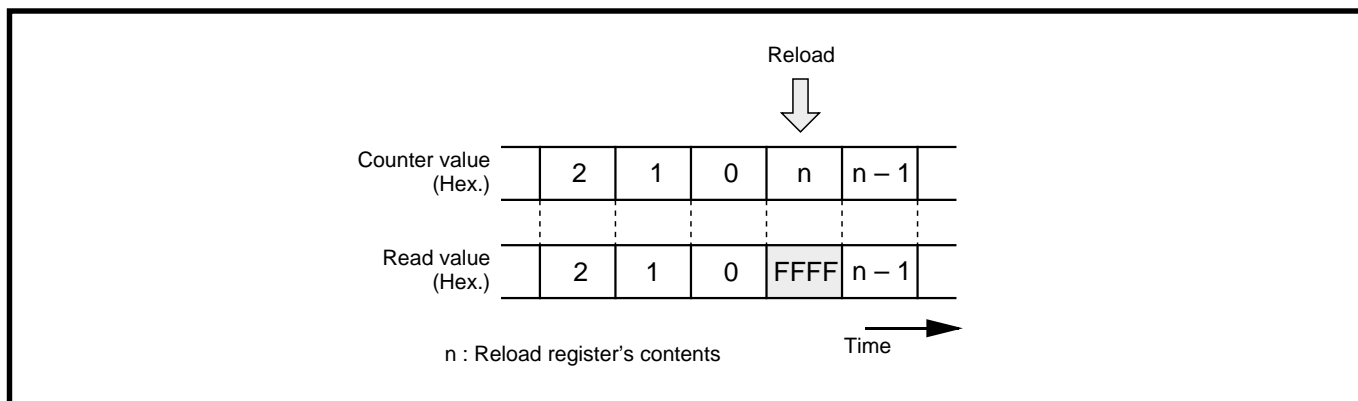 Reload
Counter value
(Hex.)
2 1 0 n n – 1
Read value
(Hex.)
2 1 0 FFFF n – 1
n : Reload register's contents
Time